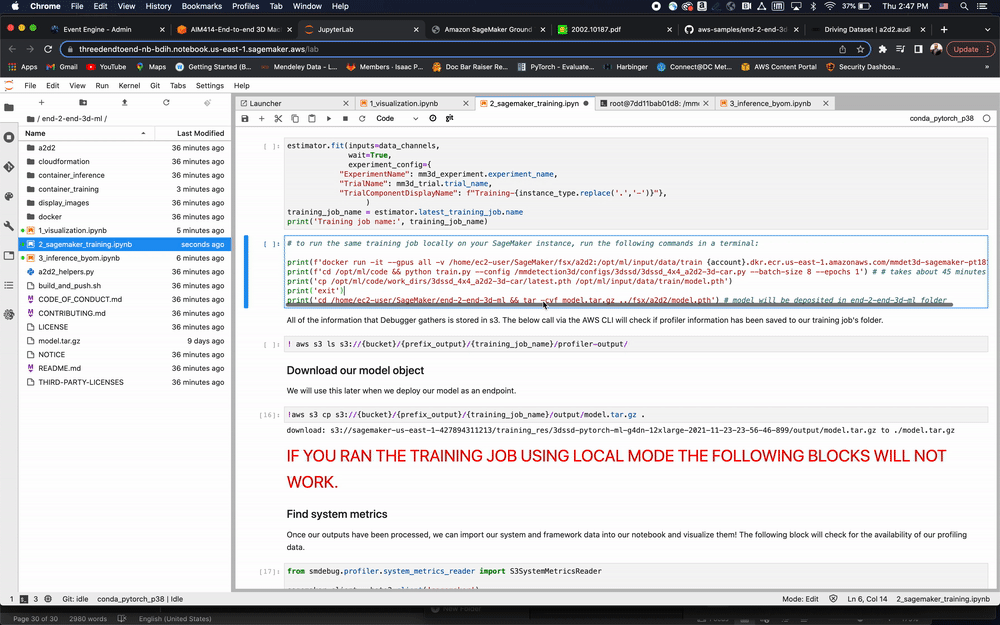 Chrome File Edit View History Bookmarks Profiles Tab Window Help 37% Thu 2:47 PM
Event Engine - Admin AIM414-End-to-end 3D Mac JupyterLab Amazon SageMaker Ground 2002.10187.pdf aws-samples/end-2-end-3d Driving Dataset | a2d2.audi
threedendtoend-nb-bdih.notebook.us-east-1.sagemaker.aws/lab Update
Apps Gmail YouTube Maps Getting Started (B... Mendeley Data - L... Members - Isaac P... Doc Bar Raiser Re... PyTorch - Evaluate... Harbinger Connect@DC Met... AWS Content Portal Security Dashboa...
File Edit View Run Kernel Git Tabs Settings Help
Launcher 1_visualization.ipynb 2_sagemaker_training.ipyn root@7dd11bab01d8: /mm 3_inference_byom.ipynb
Code conda_pytorch_p38
/ end-2-end-3d-ml /
Name Last Modified
a2d2 36 minutes ago
cloudformation 36 minutes ago
container_inference 36 minutes ago
container_training 3 minutes ago
display_images 36 minutes ago
docker 36 minutes ago
1_visualization.ipynb 5 minutes ago
2_sagemaker_training.ipynb seconds ago
3_inference_byom.ipynb 6 minutes ago
a2d2_helpers.py 36 minutes ago
build_and_push.sh 36 minutes ago
CODE_OF_CONDUCT.md 36 minutes ago
CONTRIBUTING.md 36 minutes ago
LICENSE 36 minutes ago
model.tar.gz 9 days ago
NOTICE 36 minutes ago
README.md 36 minutes ago
THIRD-PARTY-LICENSES 36 minutes ago
[ ]: estimator.fit(inputs=data_channels,
wait=True,
experiment_config={
"ExperimentName": mm3d_experiment.experiment_name,
"TrialName": mm3d_trial.trial_name,
"TrialComponentDisplayName": f"Training-{instance_type.replace('.','-')}",
)
training_job_name = estimator.latest_training_job.name
print('Training job name:', training_job_name)
[ ]: # to run the same training job locally on your SageMaker instance, run the following commands in a terminal:
print(f'docker run -it --gpus all -v /home/ec2-user/SageMaker/fsx/a2d2:/opt/ml/input/data/train {account}.dkr.ecr.us-east-1.amazonaws.com/mmdet3d-sagemaker-pt18
print(f'cd /opt/ml/code && python train.py --config /mmdetection3d/configs/3dssd/3dssd_4x4_a2d2-3d-car.py --batch-size 8 --epochs 1') # # takes about 45 minutes
print('cp /opt/ml/code/work_dirs/3dssd_4x4_a2d2-3d-car/latest.pth /opt/ml/input/data/train/model.pth')
print('exit')
print('cd /home/ec2-user/SageMaker/end-2-end-3d-ml && tar -cvf model.tar.gz ../fsx/a2d2/model.pth') # model will be deposited in end-2-end-3d-ml folder
All of the information that Debugger gathers is stored in s3. The below call via the AWS CLI will check if profiler information has been saved to our training job's folder.
[ ]: ! aws s3 ls s3://{bucket}/{prefix_output}/{training_job_name}/profiler-output/
Download our model object
We will use this later when we deploy our model as an endpoint.
[16]: !aws s3 cp s3://{bucket}/{prefix_output}/{training_job_name}/output/model.tar.gz .
download: s3://sagemaker-us-east-1-427894311213/training_res/3dssd-pytorch-ml-g4dn-12xlarge-2021-11-23-23-56-46-899/output/model.tar.gz to ./model.tar.gz
IF YOU RAN THE TRAINING JOB USING LOCAL MODE THE FOLLOWING BLOCKS WILL NOT
WORK.
Find system metrics
Once our outputs have been processed, we can import our system and framework data into our notebook and visualize them! The following block will check for the availability of our profiling
data.
[17]: from smdebug.profiler.system_metrics_reader import S3SystemMetricsReader
1 3 Git: idle conda_pytorch_p38 | Idle Mode: Edit Ln 6, Col 14 2_sagemaker_training.ipynb
Page 30 of 30 2980 words English (United States)